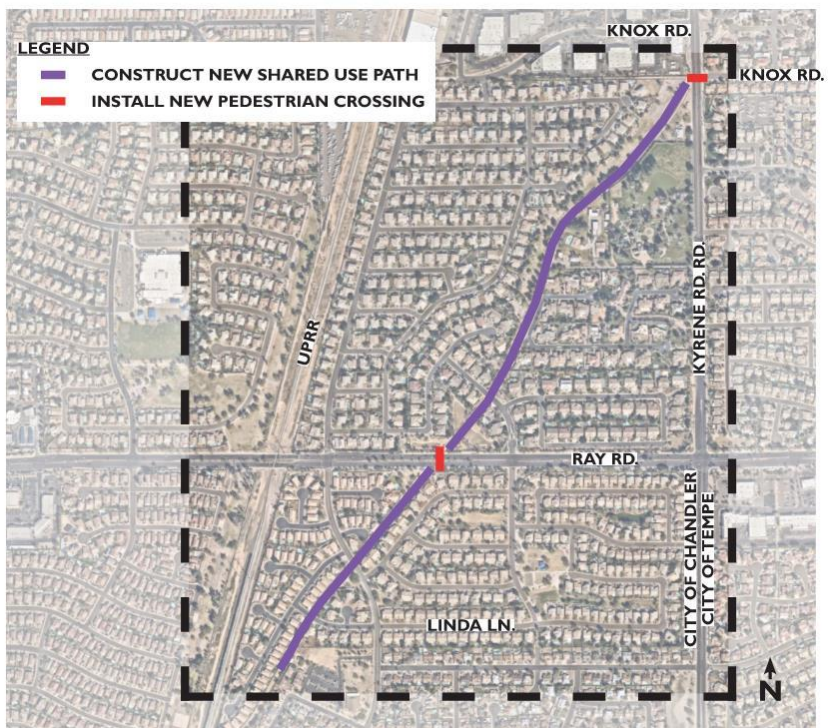 KNOX RD.
LEGEND
CONSTRUCT NEW SHARED USE PATH
INSTALL NEW PEDESTRIAN CROSSING
KNOX RD.
KYRENE RD. RD.
UPRR
RAY RD.
CITY OF CHANDLER
CITY OF TEMPE
LINDA LN.
N